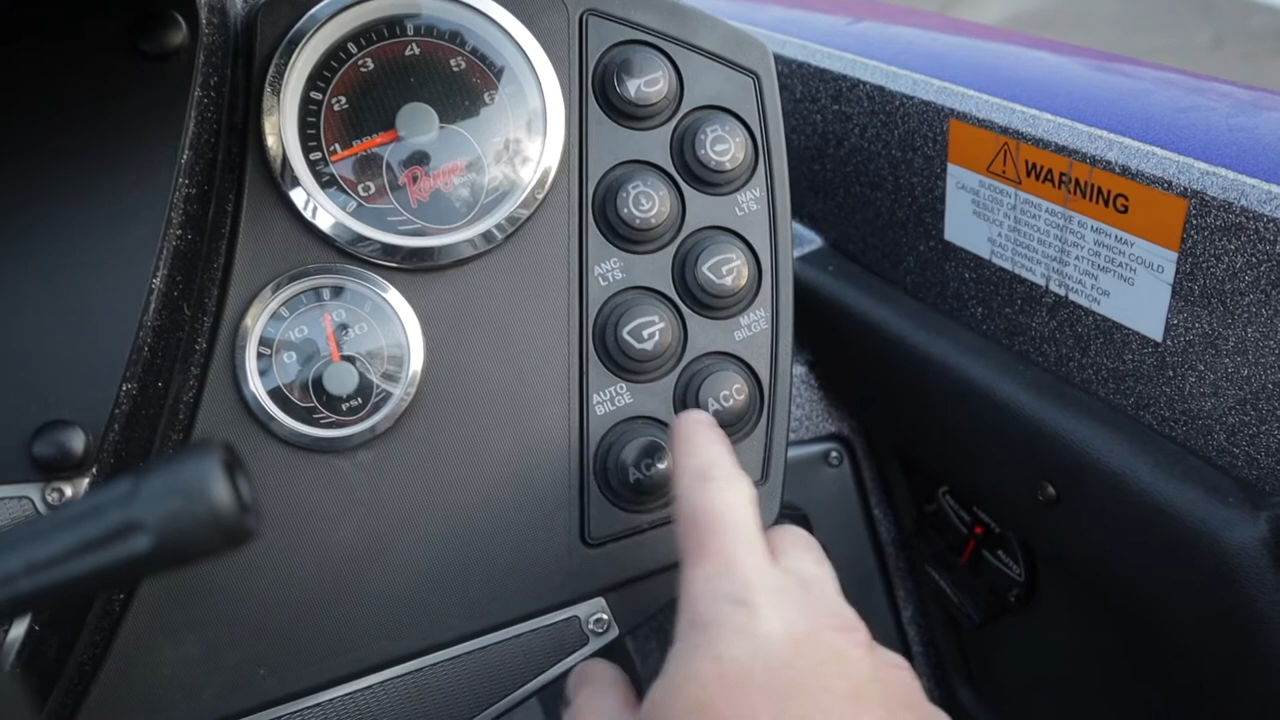 0
1
2
3
4
5
6
RPM
Ranger
0
10
20
30
PSI
NAV.
LTS.
ANC.
LTS.
MAN.
BILGE
AUTO
BILGE
ACC
ACC
WARNING
SUDDEN TURNS ABOVE 60 MPH MAY
CAUSE LOSS OF BOAT CONTROL, WHICH COULD
RESULT IN SERIOUS INJURY OR DEATH.
REDUCE SPEED BEFORE ATTEMPTING
A SUDDEN SHARP TURN.
READ OWNER'S MANUAL FOR
ADDITIONAL INFORMATION
AUTO